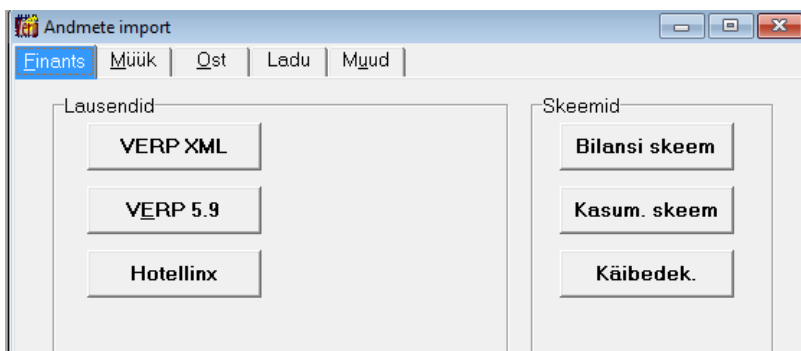 Andmete import
Finants Müük Ost Ladu Muud
Lausendid Skeemid
VERP XML Bilansi skeem
VERP 5.9 Kasum. skeem
Hotellinx Käibedek.